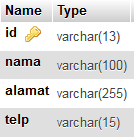 Name Type
id varchar(13)
nama varchar(100)
alamat varchar(255)
telp varchar(15)